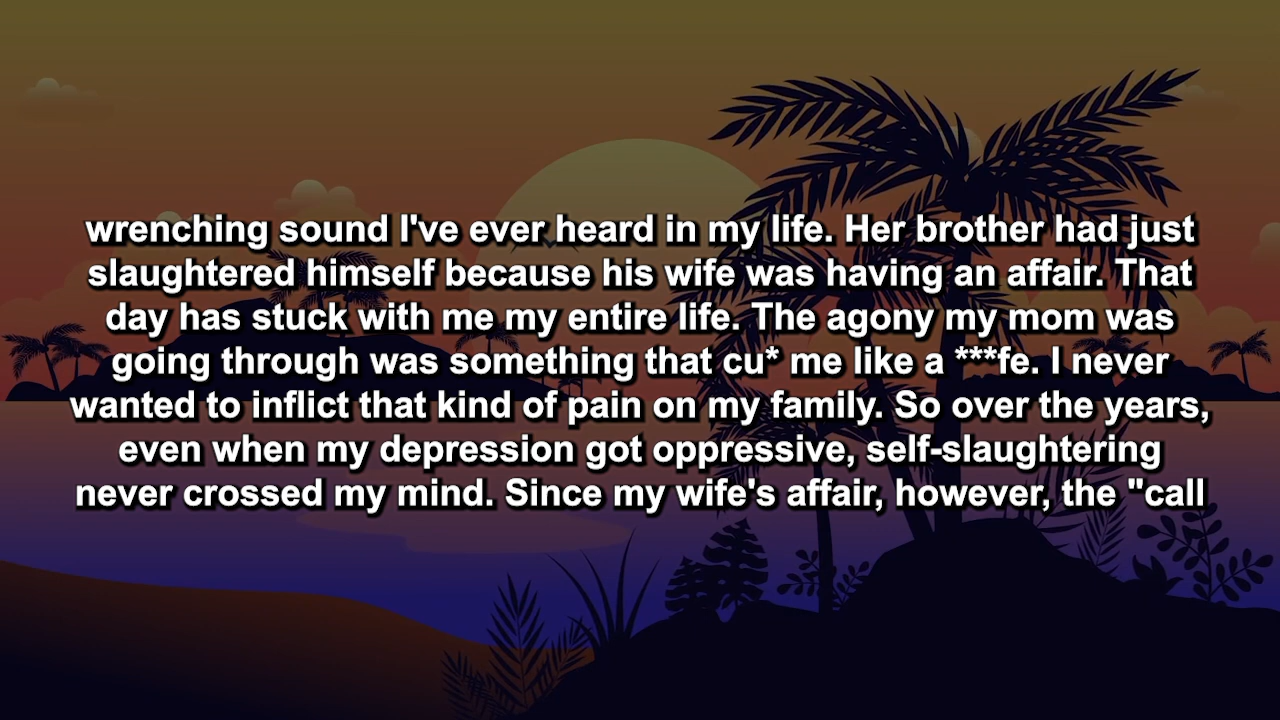 wrenching sound I've ever heard in my life. Her brother had just
slaughtered himself because his wife was having an affair. That
day has stuck with me my entire life. The agony my mom was
going through was something that cu* me like a ***fe. I never
wanted to inflict that kind of pain on my family. So over the years,
even when my depression got oppressive, self-slaughtering
never crossed my mind. Since my wife's affair, however, the "call